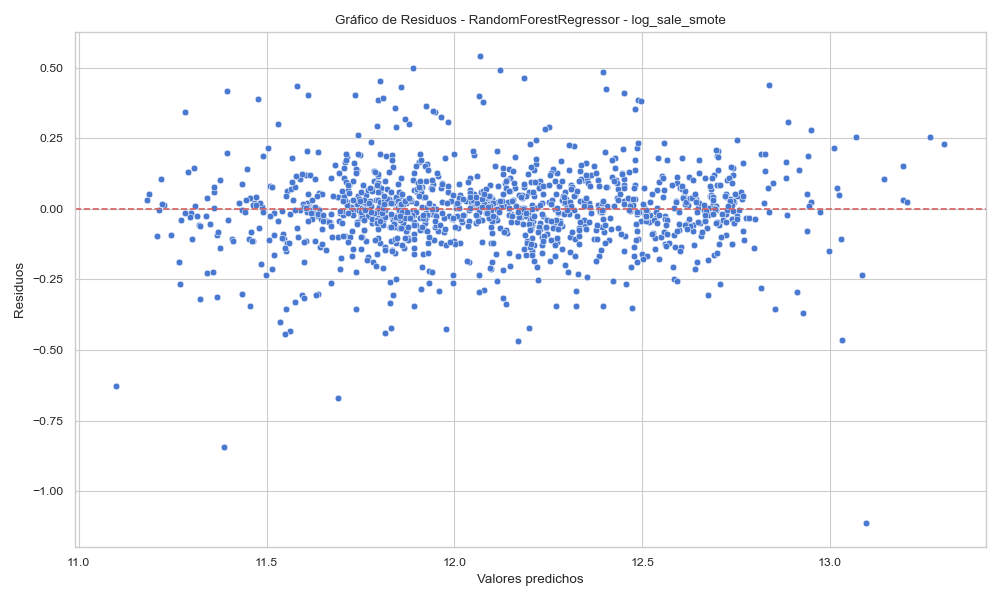 Gráfico de Residuos - RandomForestRegressor - log_sale_smote
Residuos
0.50
0.25
0.00
−0.25
−0.50
−0.75
−1.00
11.0 11.5 12.0 12.5 13.0
Valores predichos